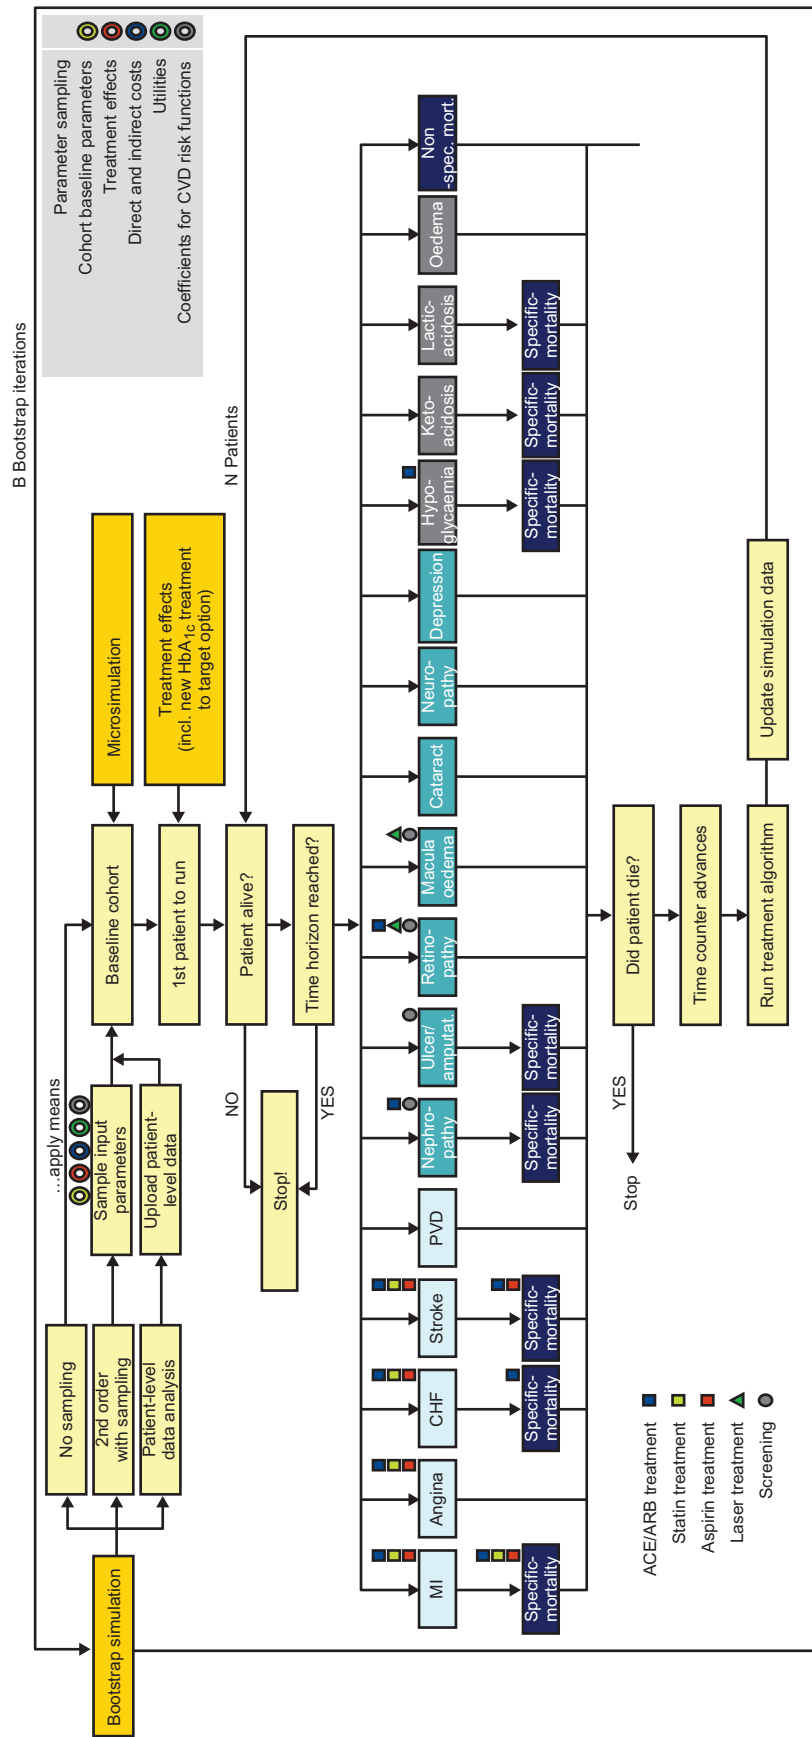 B Bootstrap iterations
Parameter sampling
Cohort baseline parameters
Treatment effects
Direct and indirect costs
Utilities
Coefficients for CVD risk functions
Bootstrap simulation
No sampling
2nd order
with sampling
Patient-level
data analysis
...apply means
Sample input
parameters
Upload patient-
level data
Baseline cohort
Microsimulation
1st patient to run
Treatment effects
(incl. new HbA1c treatment
to target option)
N Patients
Patient alive?
NO
Stop!
Time horizon reached?
YES
MI
Angina
CHF
Stroke
PVD
Nephro-
pathy
Ulcer/
amputat.
Retino-
pathy
Macula
oedema
Cataract
Neuro-
pathy
Depression
Hypo-
glycaemia
Keto-
acidosis
Lactic-
acidosis
Oedema
Non
-spec. mort.
Specific-
mortality
Specific-
mortality
Specific-
mortality
Specific-
mortality
Specific-
mortality
Specific-
mortality
Specific-
mortality
Specific-
mortality
Did patient die?
YES
Stop
Time counter advances
Run treatment algorithm
Update simulation data
ACE/ARB treatment
Statin treatment
Aspirin treatment
Laser treatment
Screening